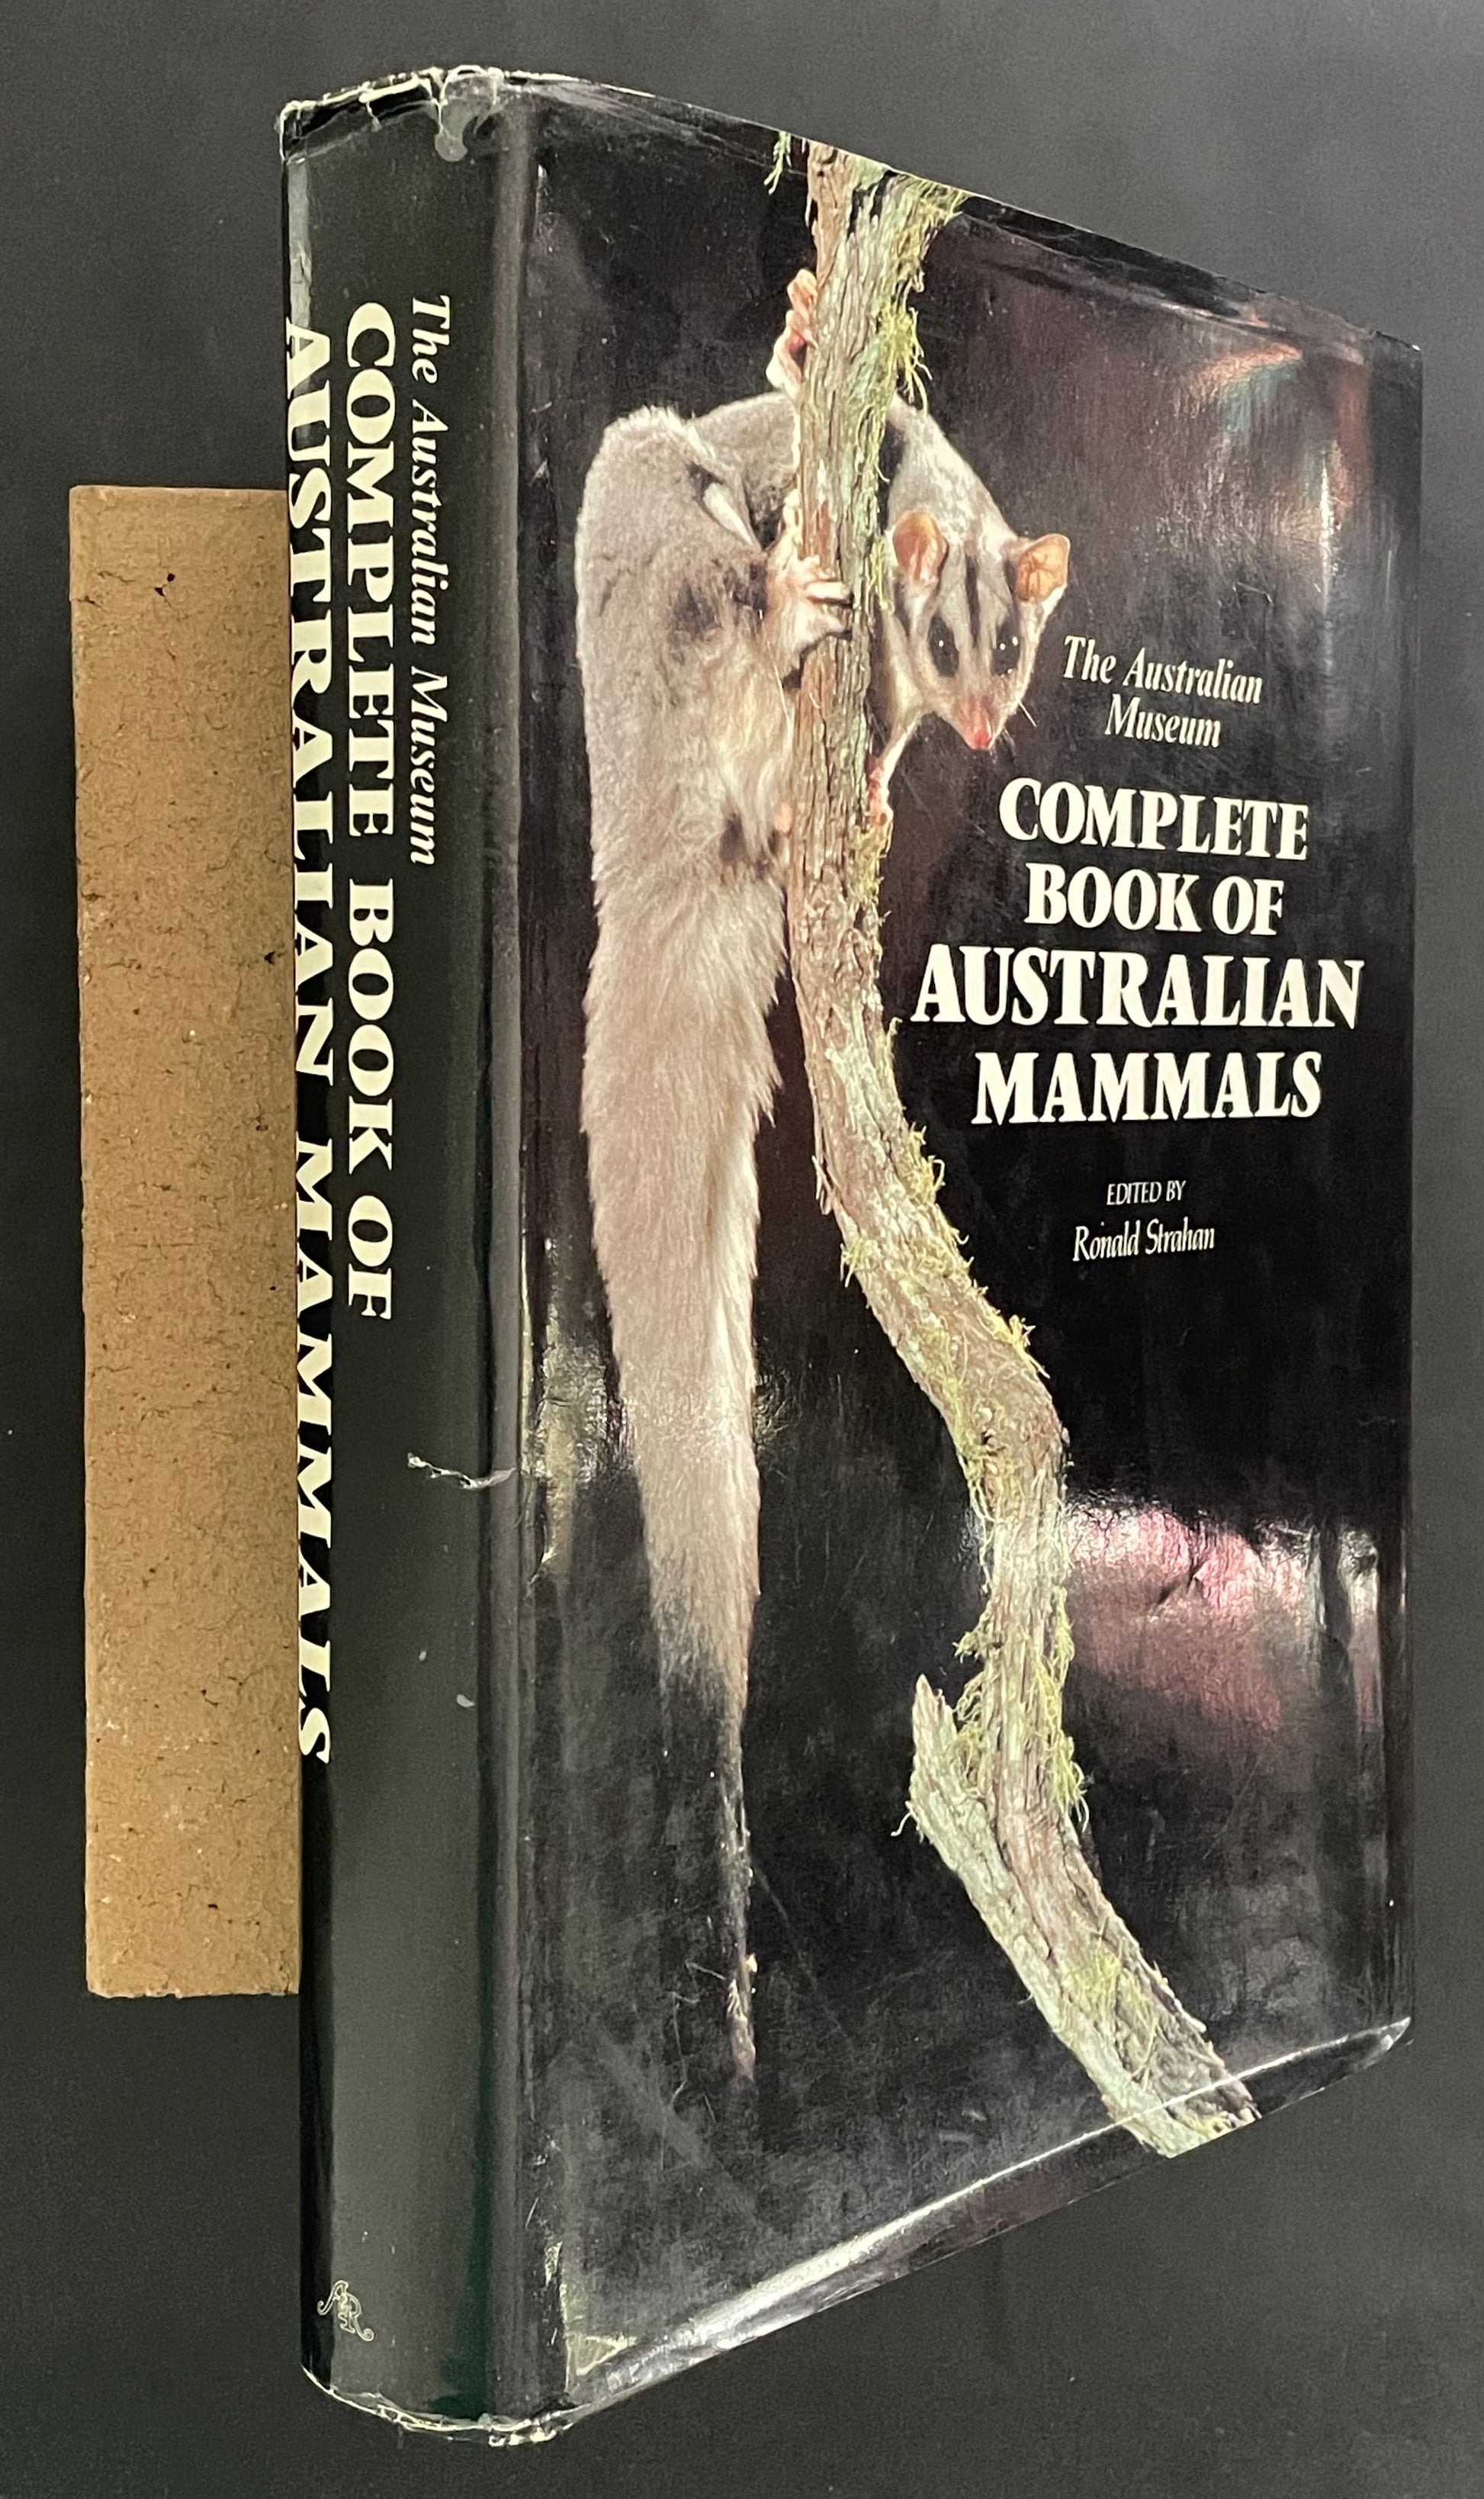 The Australian Museum
COMPLETE BOOK OF
AUSTRALIAN MAMMALS
AR
The Australian
Museum
COMPLETE
BOOK OF
AUSTRALIAN
MAMMALS
EDITED BY
Ronald Strahan